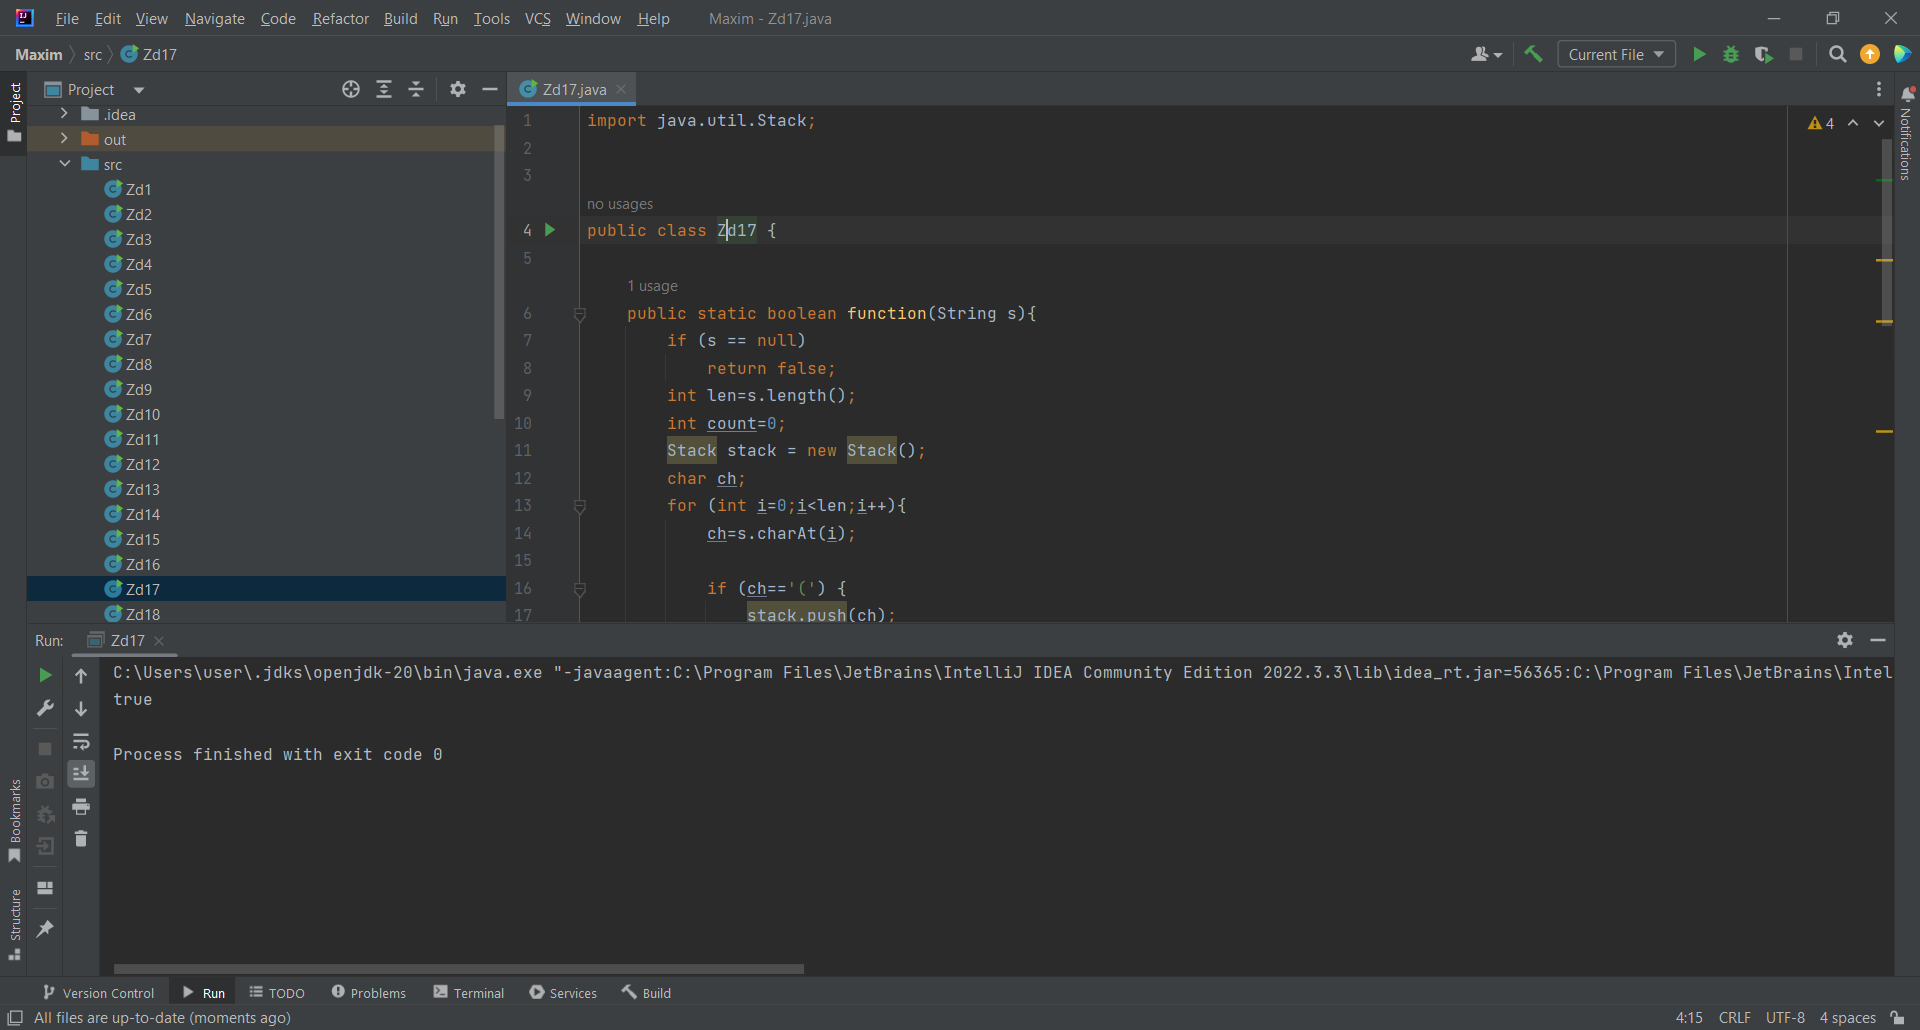 File Edit View Navigate Code Refactor Build Run Tools VCS Window Help Maxim - Zd17.java
Maxim src Zd17 Current File
Project
Project
.idea
out
src
Zd1
Zd2
Zd3
Zd4
Zd5
Zd6
Zd7
Zd8
Zd9
Zd10
Zd11
Zd12
Zd13
Zd14
Zd15
Zd16
Zd17
Zd18
Zd17.java
4
Notifications
1 import java.util.Stack;
2
3
no usages
4 public class Zd17 {
5
1 usage
6 public static boolean function(String s){
7 if (s == null)
8 return false;
9 int len=s.length();
10 int count=0;
11 Stack stack = new Stack();
12 char ch;
13 for (int i=0;i<len;i++){
14 ch=s.charAt(i);
15
16 if (ch=='(') {
17 stack.push(ch);
Run: Zd17
C:\Users\user\.jdks\openjdk-20\bin\java.exe "-javaagent:C:\Program Files\JetBrains\IntelliJ IDEA Community Edition 2022.3.3\lib\idea_rt.jar=56365:C:\Program Files\JetBrains\Intel
true
Process finished with exit code 0
Bookmarks
Structure
Version Control Run TODO Problems Terminal Services Build
All files are up-to-date (moments ago) 4:15 CRLF UTF-8 4 spaces